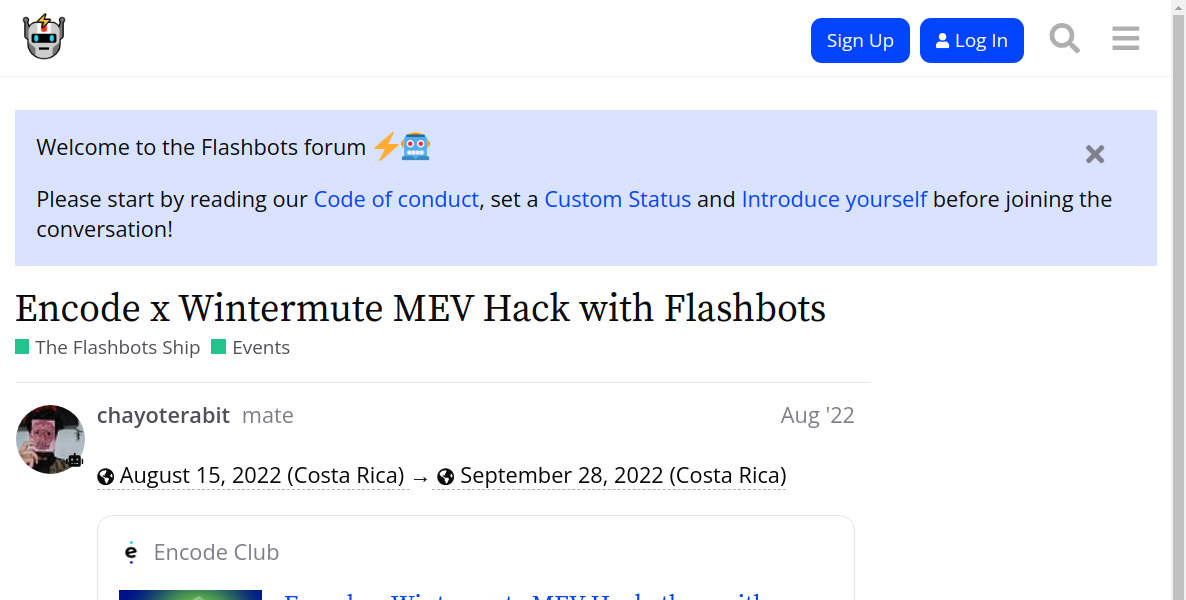 Sign Up
Log In
Welcome to the Flashbots forum
Please start by reading our Code of conduct, set a Custom Status and Introduce yourself before joining the
conversation!
Encode x Wintermute MEV Hack with Flashbots
The Flashbots Ship Events
chayoterabit mate Aug '22
August 15, 2022 (Costa Rica) → September 28, 2022 (Costa Rica)
e Encode Club